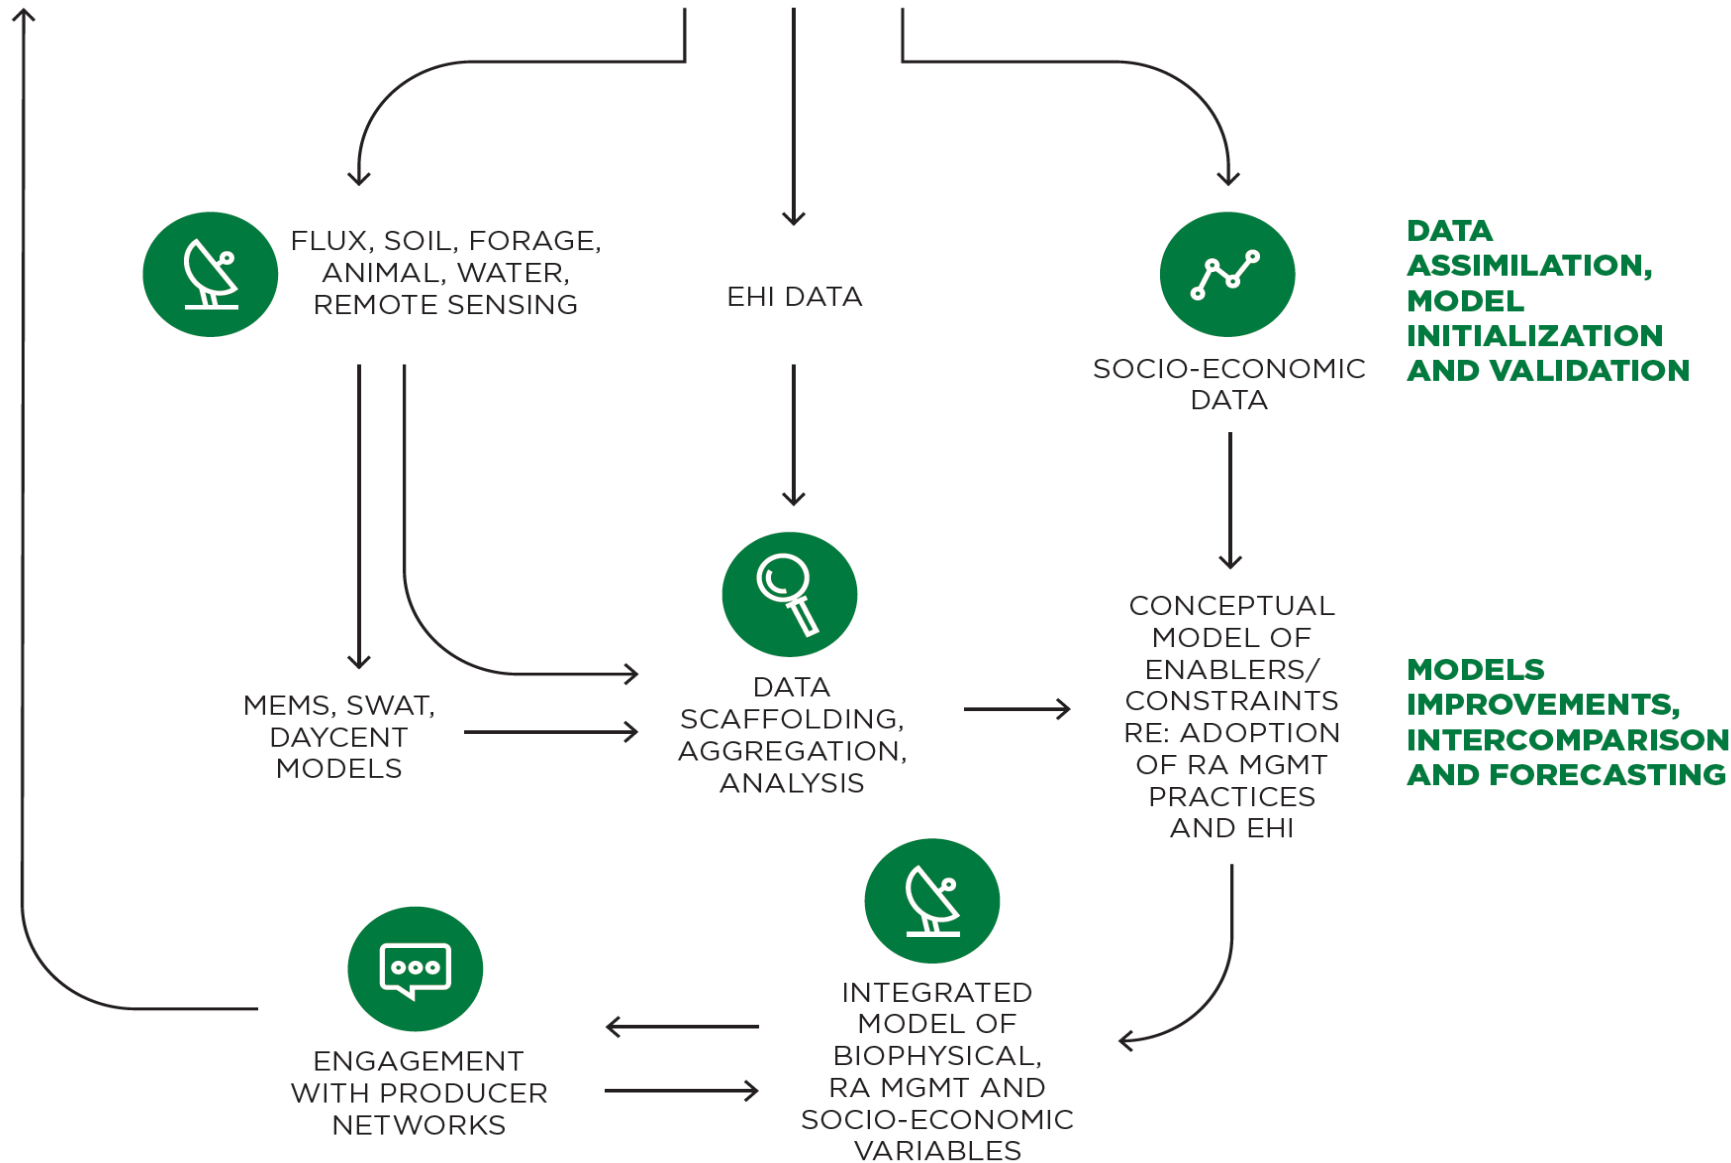 FLUX, SOIL, FORAGE,
ANIMAL, WATER,
REMOTE SENSING
EHI DATA
SOCIO-ECONOMIC
DATA
DATA
ASSIMILATION,
MODEL
INITIALIZATION
AND VALIDATION
MEMS, SWAT,
DAYCENT
MODELS
DATA
SCAFFOLDING,
AGGREGATION,
ANALYSIS
CONCEPTUAL
MODEL OF
ENABLERS/
CONSTRAINTS
RE: ADOPTION
OF RA MGMT
PRACTICES
AND EHI
MODELS
IMPROVEMENTS,
INTERCOMPARISON
AND FORECASTING
ENGAGEMENT
WITH PRODUCER
NETWORKS
INTEGRATED
MODEL OF
BIOPHYSICAL,
RA MGMT AND
SOCIO-ECONOMIC
VARIABLES